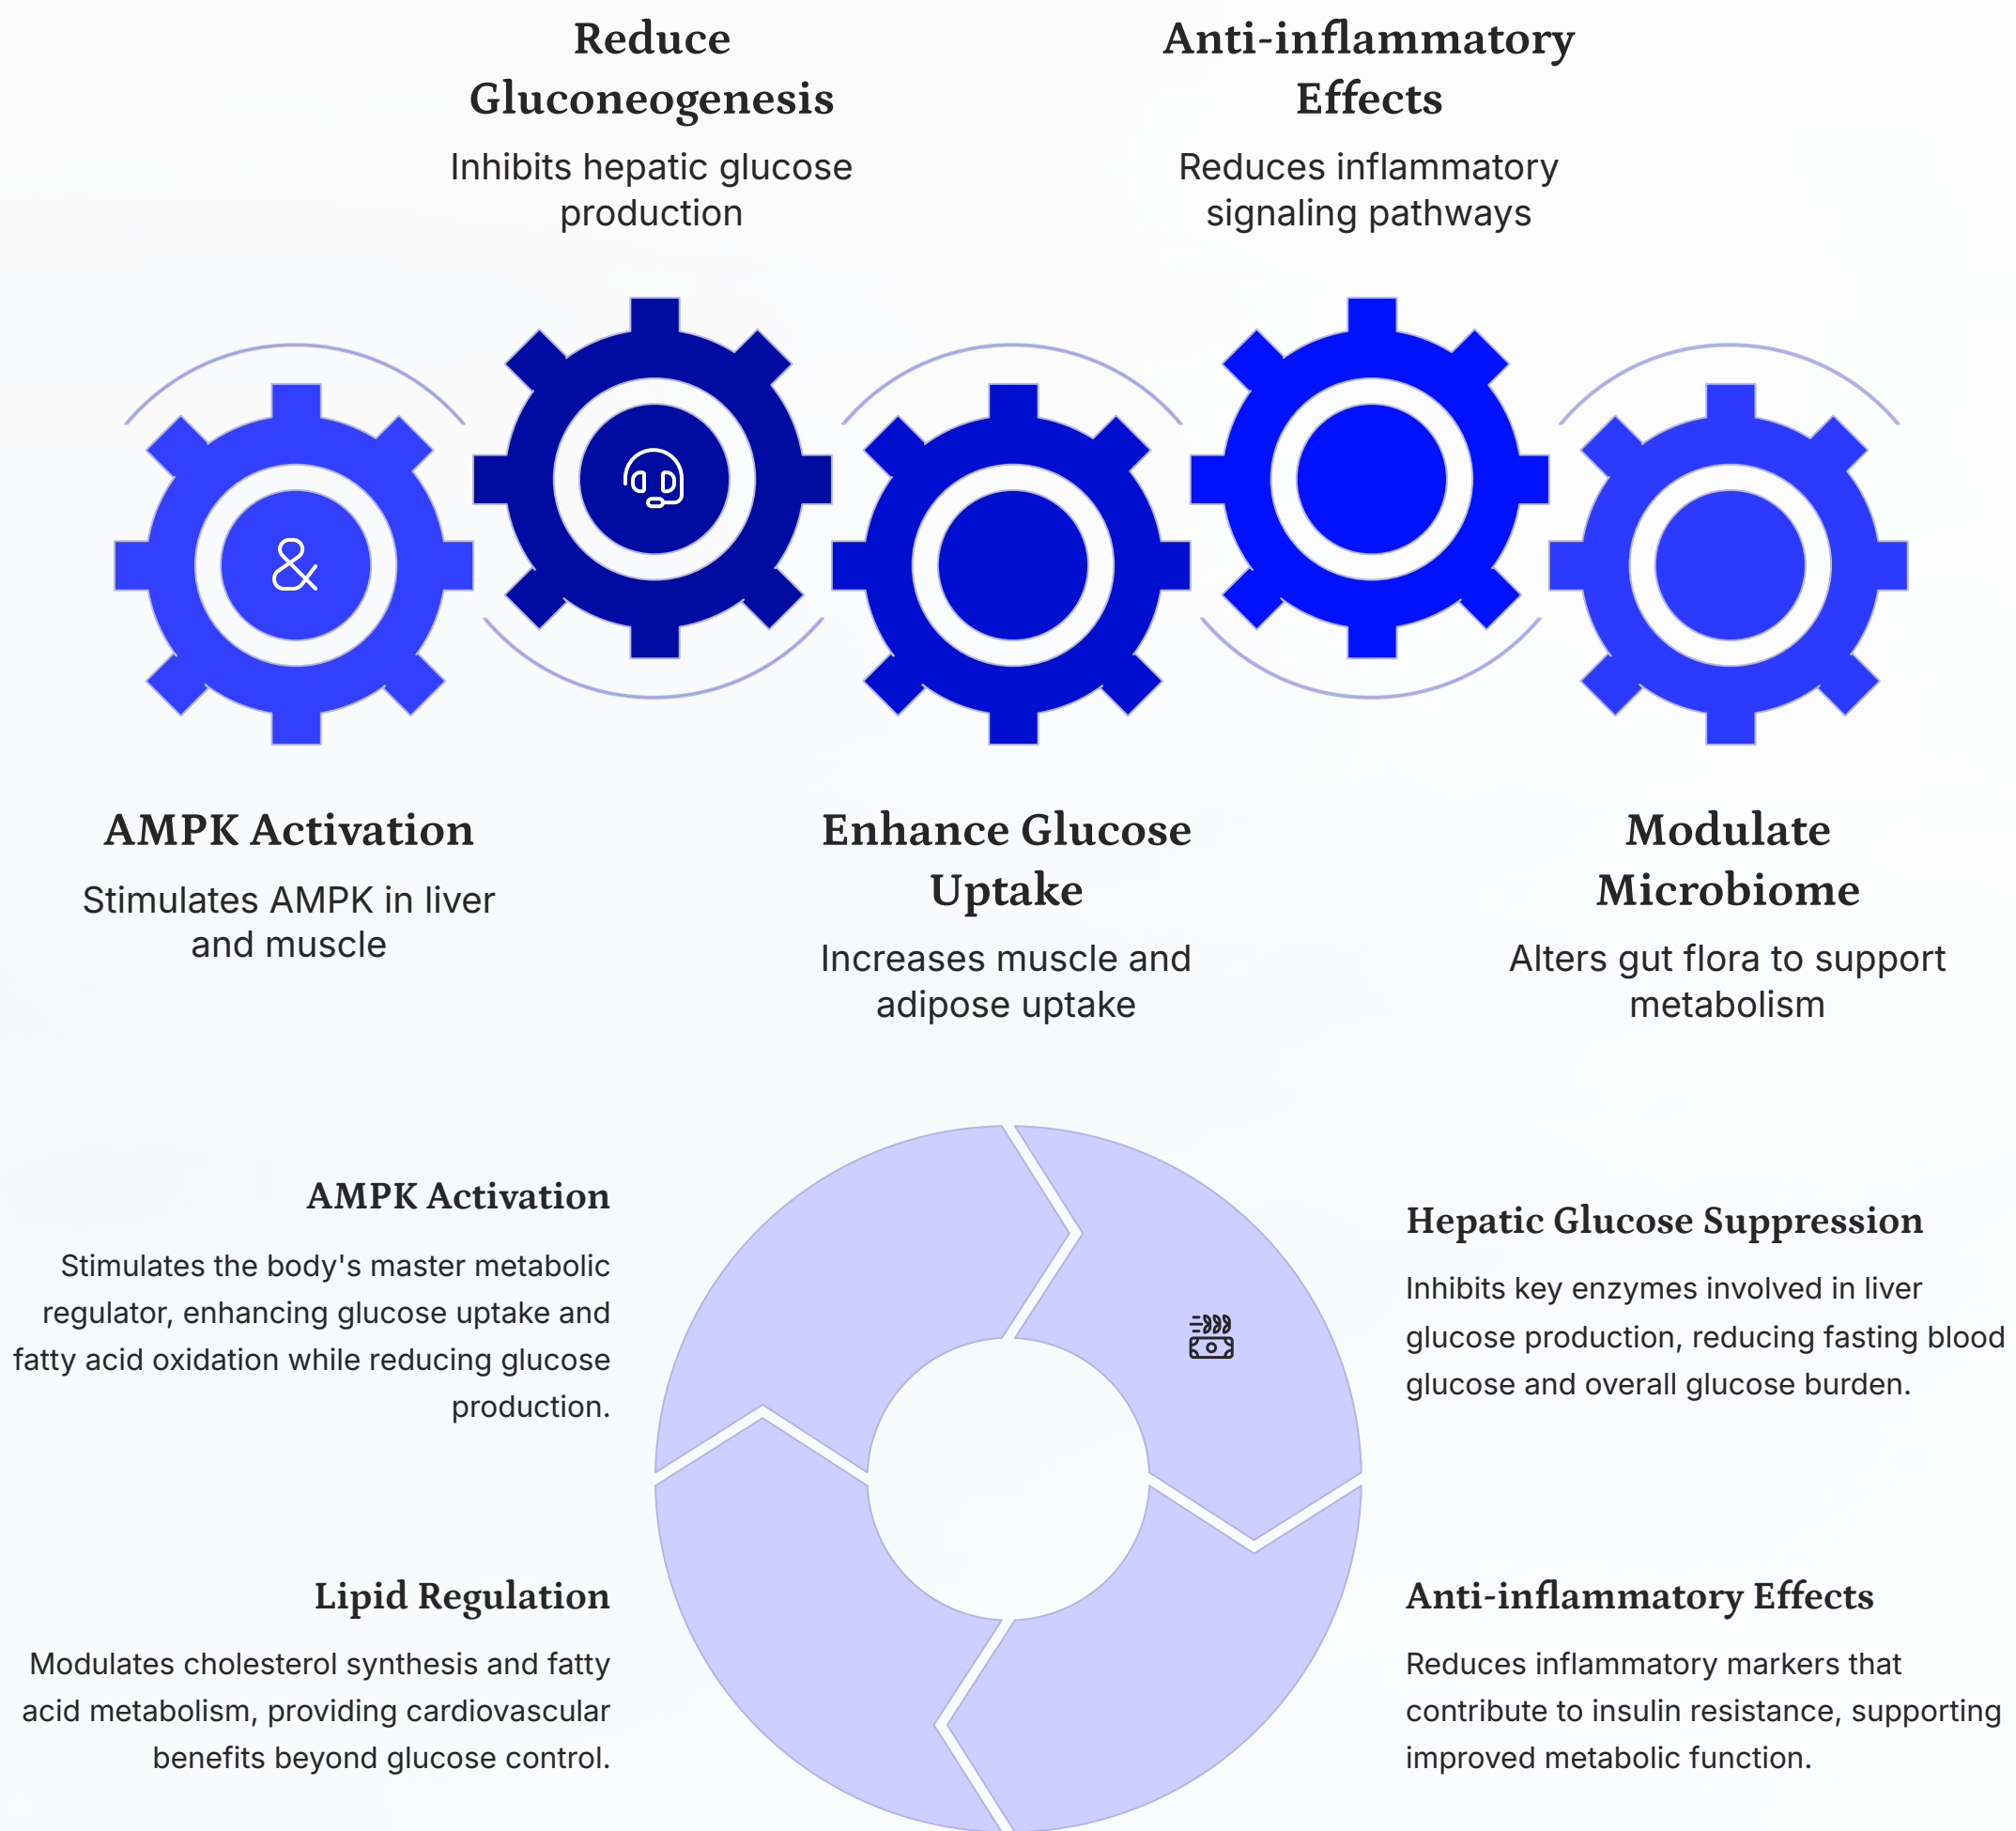 Reduce
Gluconeogenesis
Inhibits hepatic glucose
production
Anti-inflammatory
Effects
Reduces inflammatory
signaling pathways
&
AMPK Activation
Stimulates AMPK in liver
and muscle
Enhance Glucose
Uptake
Increases muscle and
adipose uptake
Modulate
Microbiome
Alters gut flora to support
metabolism
AMPK Activation
Stimulates the body's master metabolic
regulator, enhancing glucose uptake and
fatty acid oxidation while reducing glucose
production.
Hepatic Glucose Suppression
Inhibits key enzymes involved in liver
glucose production, reducing fasting blood
glucose and overall glucose burden.
Lipid Regulation
Modulates cholesterol synthesis and fatty
acid metabolism, providing cardiovascular
benefits beyond glucose control.
Anti-inflammatory Effects
Reduces inflammatory markers that
contribute to insulin resistance, supporting
improved metabolic function.